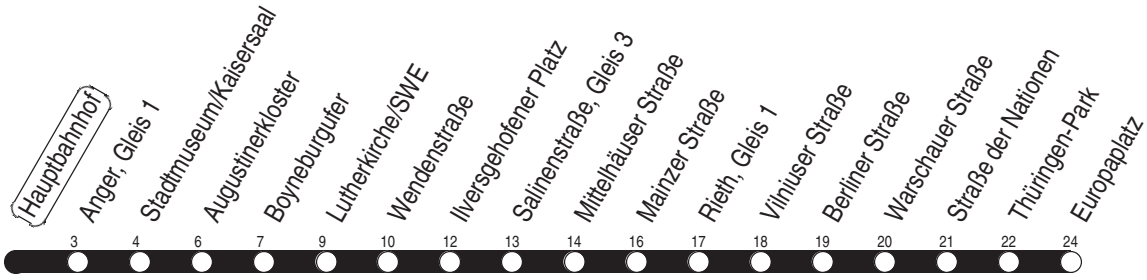 Hauptbahnhof
Anger, Gleis 1
Stadtmuseum/Kaisersaal
Augustinerkloster
Boyneburgufer
Lutherkirche/SWE
Wendenstraße
Ilversgehofener Platz
Salinenstraße, Gleis 3
Mittelhäuser Straße
Mainzer Straße
Rieth, Gleis 1
Vilniuser Straße
Berliner Straße
Warschauer Straße
Straße der Nationen
Thüringen-Park
Europaplatz
3 4 6 7 9 10 12 13 14 16 17 18 19 20 21 22 24